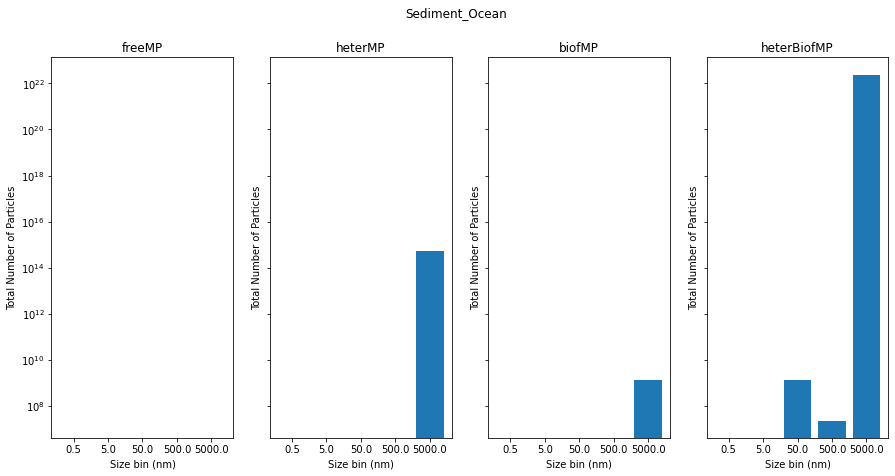 Sediment_Ocean
freeMP
heterMP
biofMP
heterBiofMP
Total Number of Particles
10^22
10^20
10^18
10^16
10^14
10^12
10^10
10^8
0.5 5.0 50.0 500.0 5000.0
Size bin (nm)
Total Number of Particles
0.5 5.0 50.0 500.0 5000.0
Size bin (nm)
Total Number of Particles
0.5 5.0 50.0 500.0 5000.0
Size bin (nm)
Total Number of Particles
0.5 5.0 50.0 500.0 5000.0
Size bin (nm)